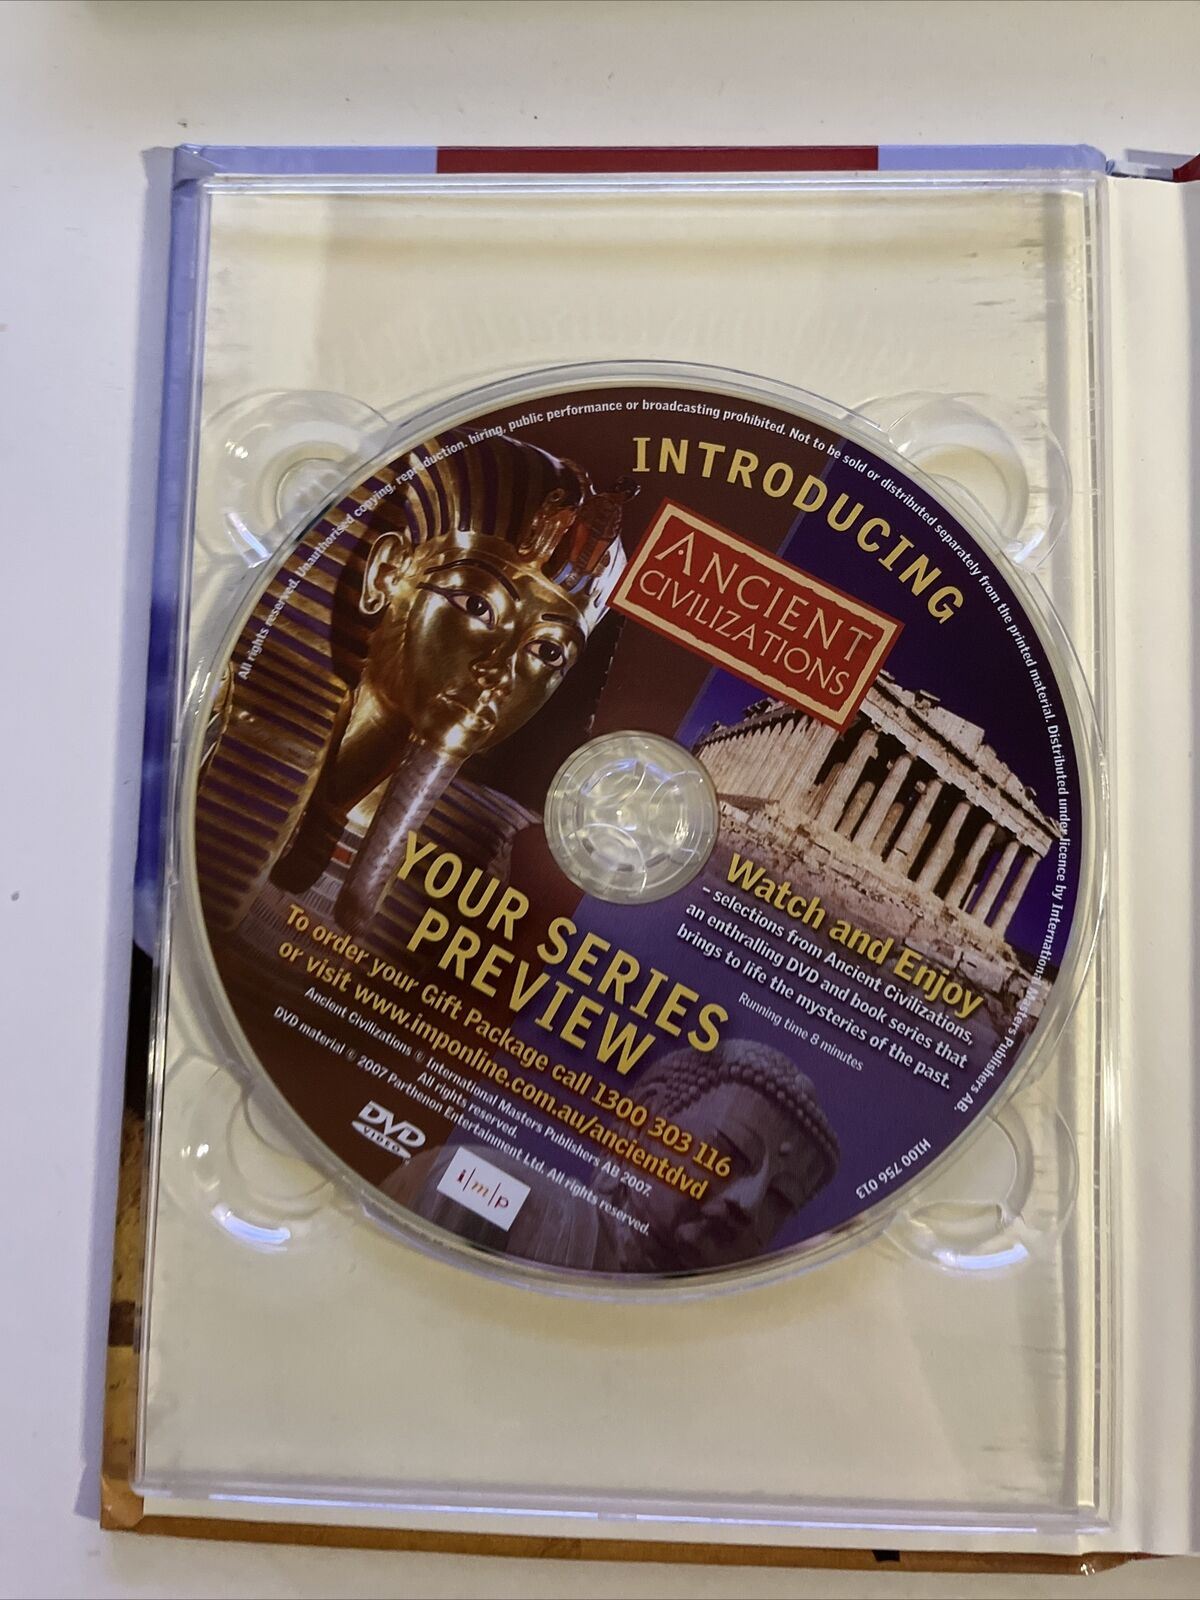 All rights reserved. Unauthorised copying, reproduction, hiring, public performance or broadcasting prohibited. Not to be sold or distributed separately from the printed material. Distributed under licence by International Masters Publishers AB.
INTRODUCING
ANCIENT
CIVILIZATIONS
Watch and Enjoy
– selections from Ancient Civilizations,
an enthralling DVD and book series that
brings to life the mysteries of the past.
Running time 8 minutes
YOUR SERIES
PREVIEW
To order your Gift Package call 1300 303 116
or visit www.imponline.com.au/ancientdvd
Ancient Civilizations © International Masters Publishers AB 2007.
All rights reserved.
DVD material © 2007 Parthenon Entertainment Ltd. All rights reserved.
DVD
VIDEO
i/m/p
H100 756 013